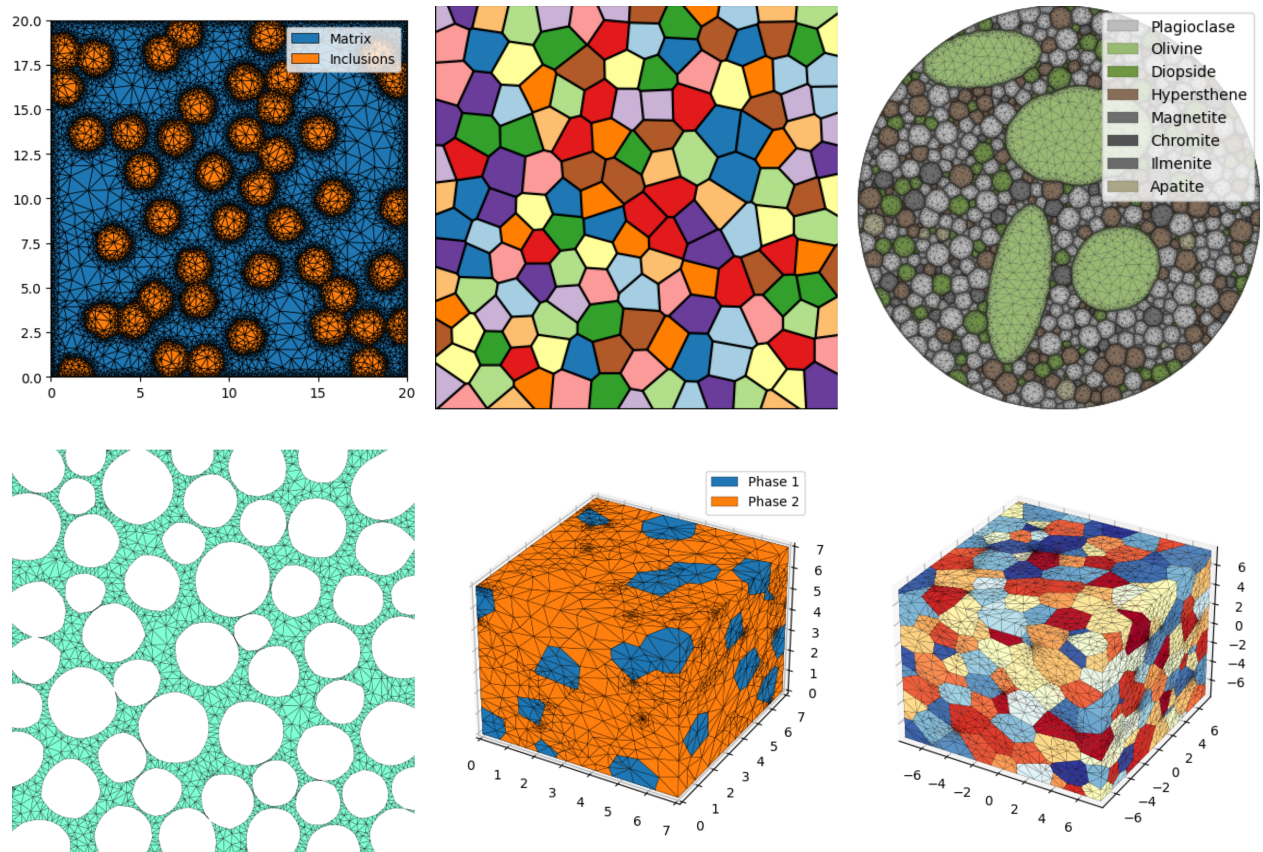 20.0
17.5
15.0
12.5
10.0
7.5
5.0
2.5
0.0
0 5 10 15 20
Matrix
Inclusions
Plagioclase
Olivine
Diopside
Hypersthene
Magnetite
Chromite
Ilmenite
Apatite
Phase 1
Phase 2
7
6
5
4
3
2
1
0
0 1 2 3 4 5 6 7
0 1 2 3 4 5 6 7
6
4
2
0
−2
−4
−6
−6 −4 −2 0 2 4 6
−6 −4 −2 0 2 4 6